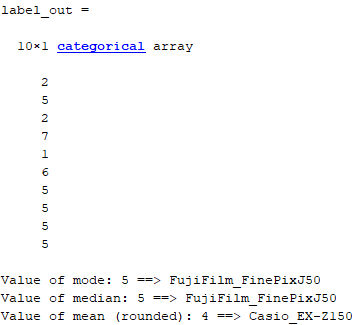 label_out =
10×1 categorical array
2
5
2
7
1
6
5
5
5
5
Value of mode: 5 ==> FujiFilm_FinePixJ50
Value of median: 5 ==> FujiFilm_FinePixJ50
Value of mean (rounded): 4 ==> Casio_EX-Z150